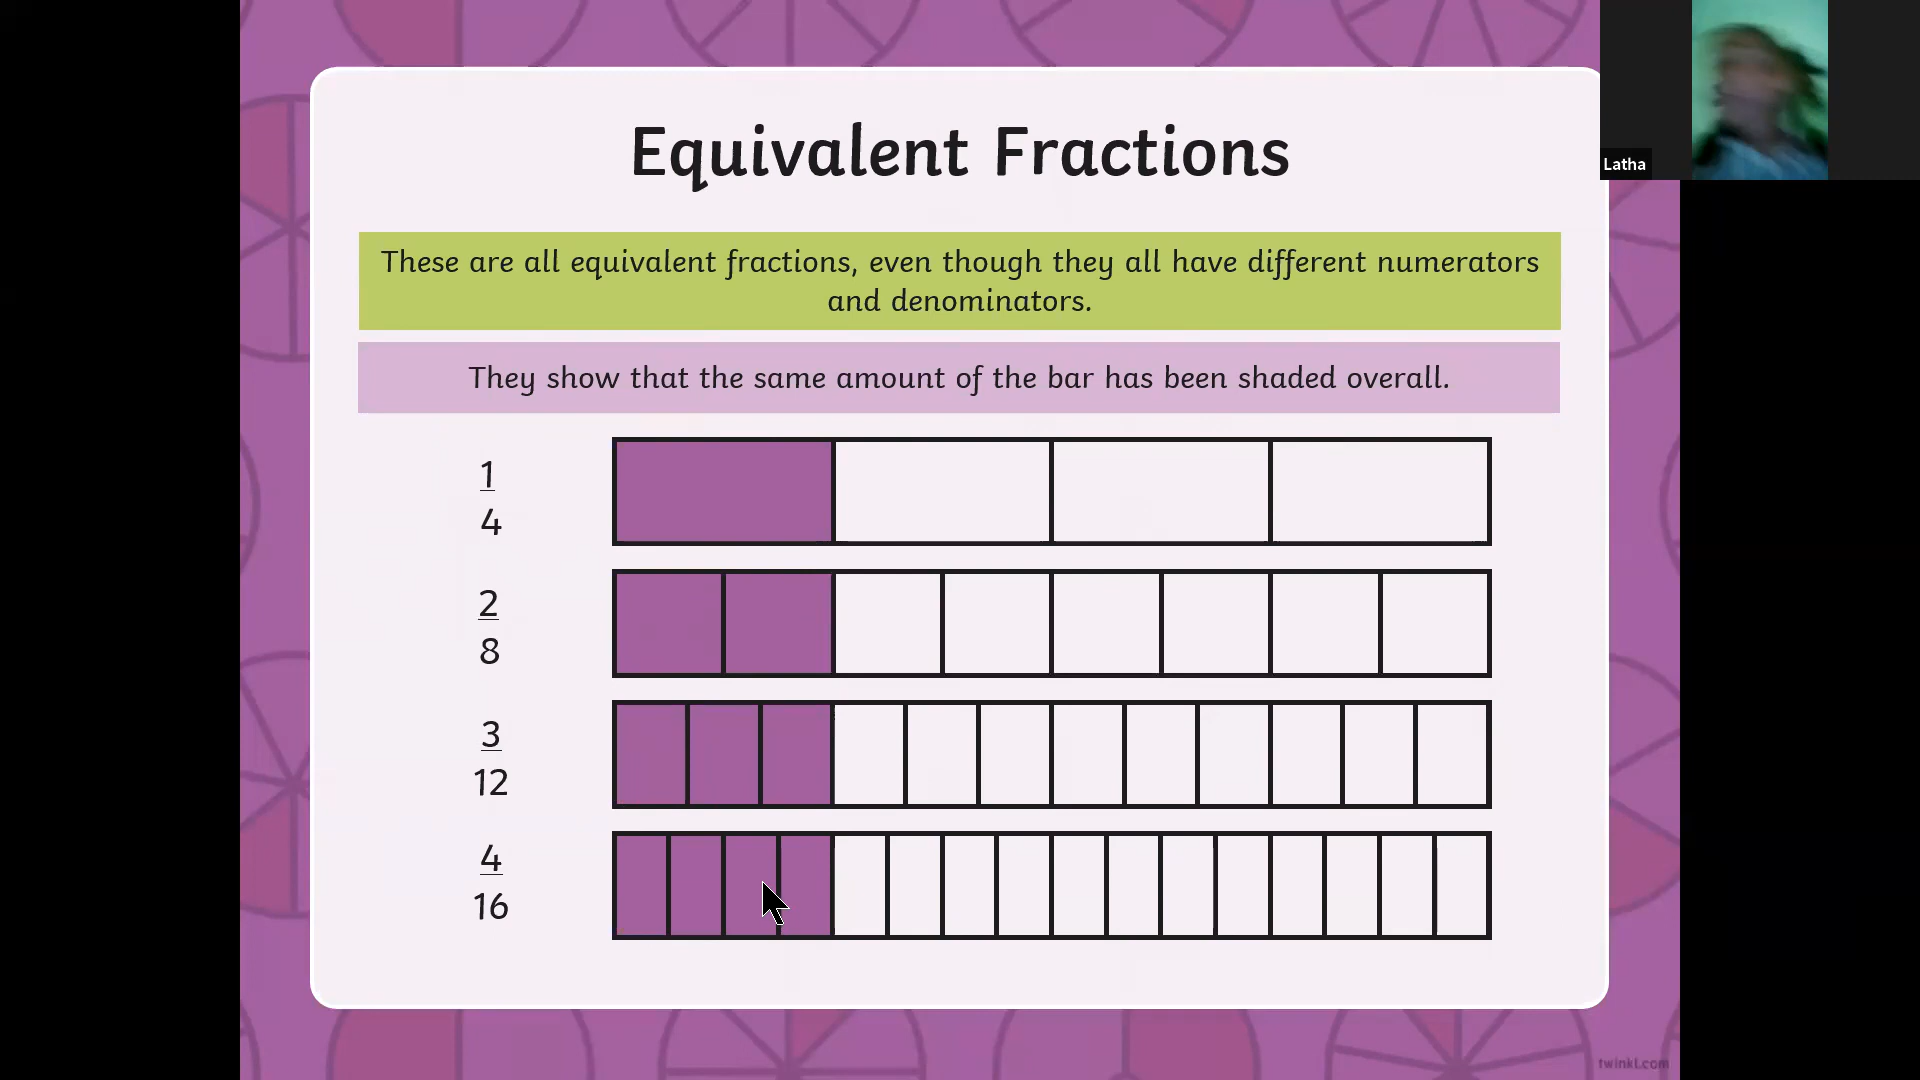 Equivalent Fractions
Latha
These are all equivalent fractions, even though they all have different numerators
and denominators.
They show that the same amount of the bar has been shaded overall.
1
4
2
8
3
12
4
16
twinkl.com